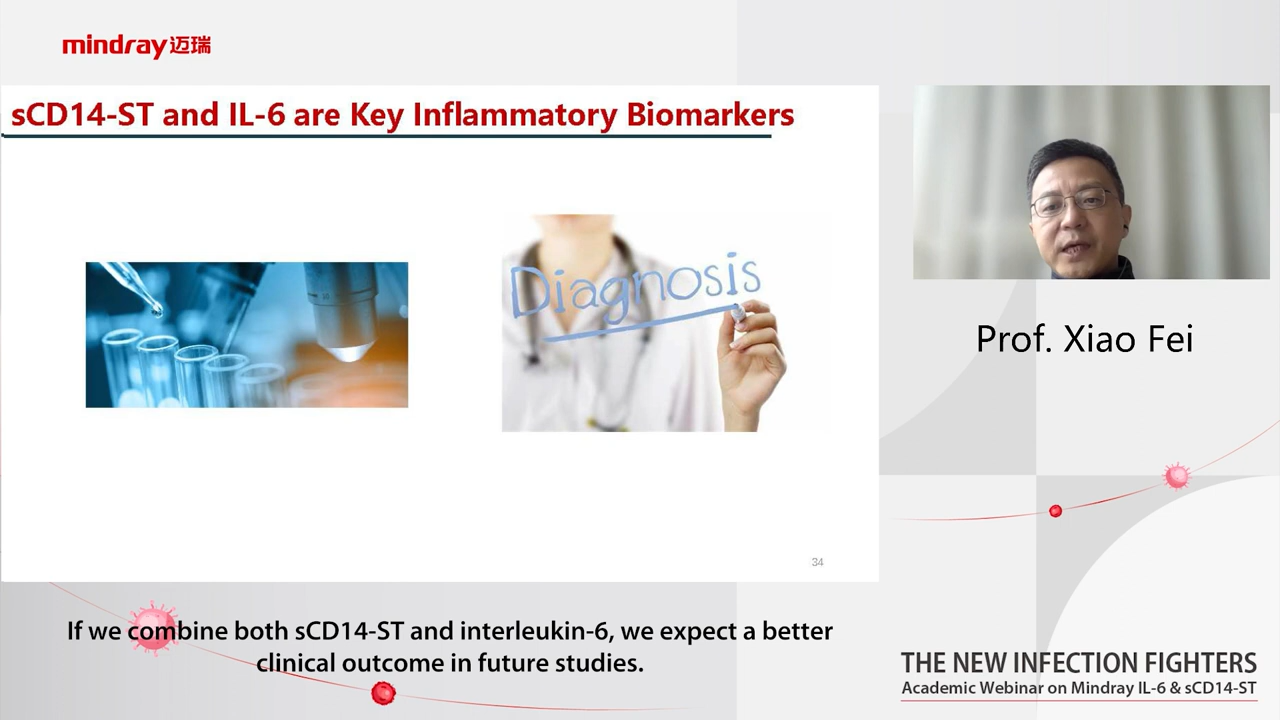 mindray迈瑞
sCD14-ST and IL-6 are Key Inflammatory Biomarkers
Diagnosis
34
Prof. Xiao Fei
If we combine both sCD14-ST and interleukin-6, we expect a better
clinical outcome in future studies.
THE NEW INFECTION FIGHTERS
Academic Webinar on Mindray IL-6 & sCD14-ST